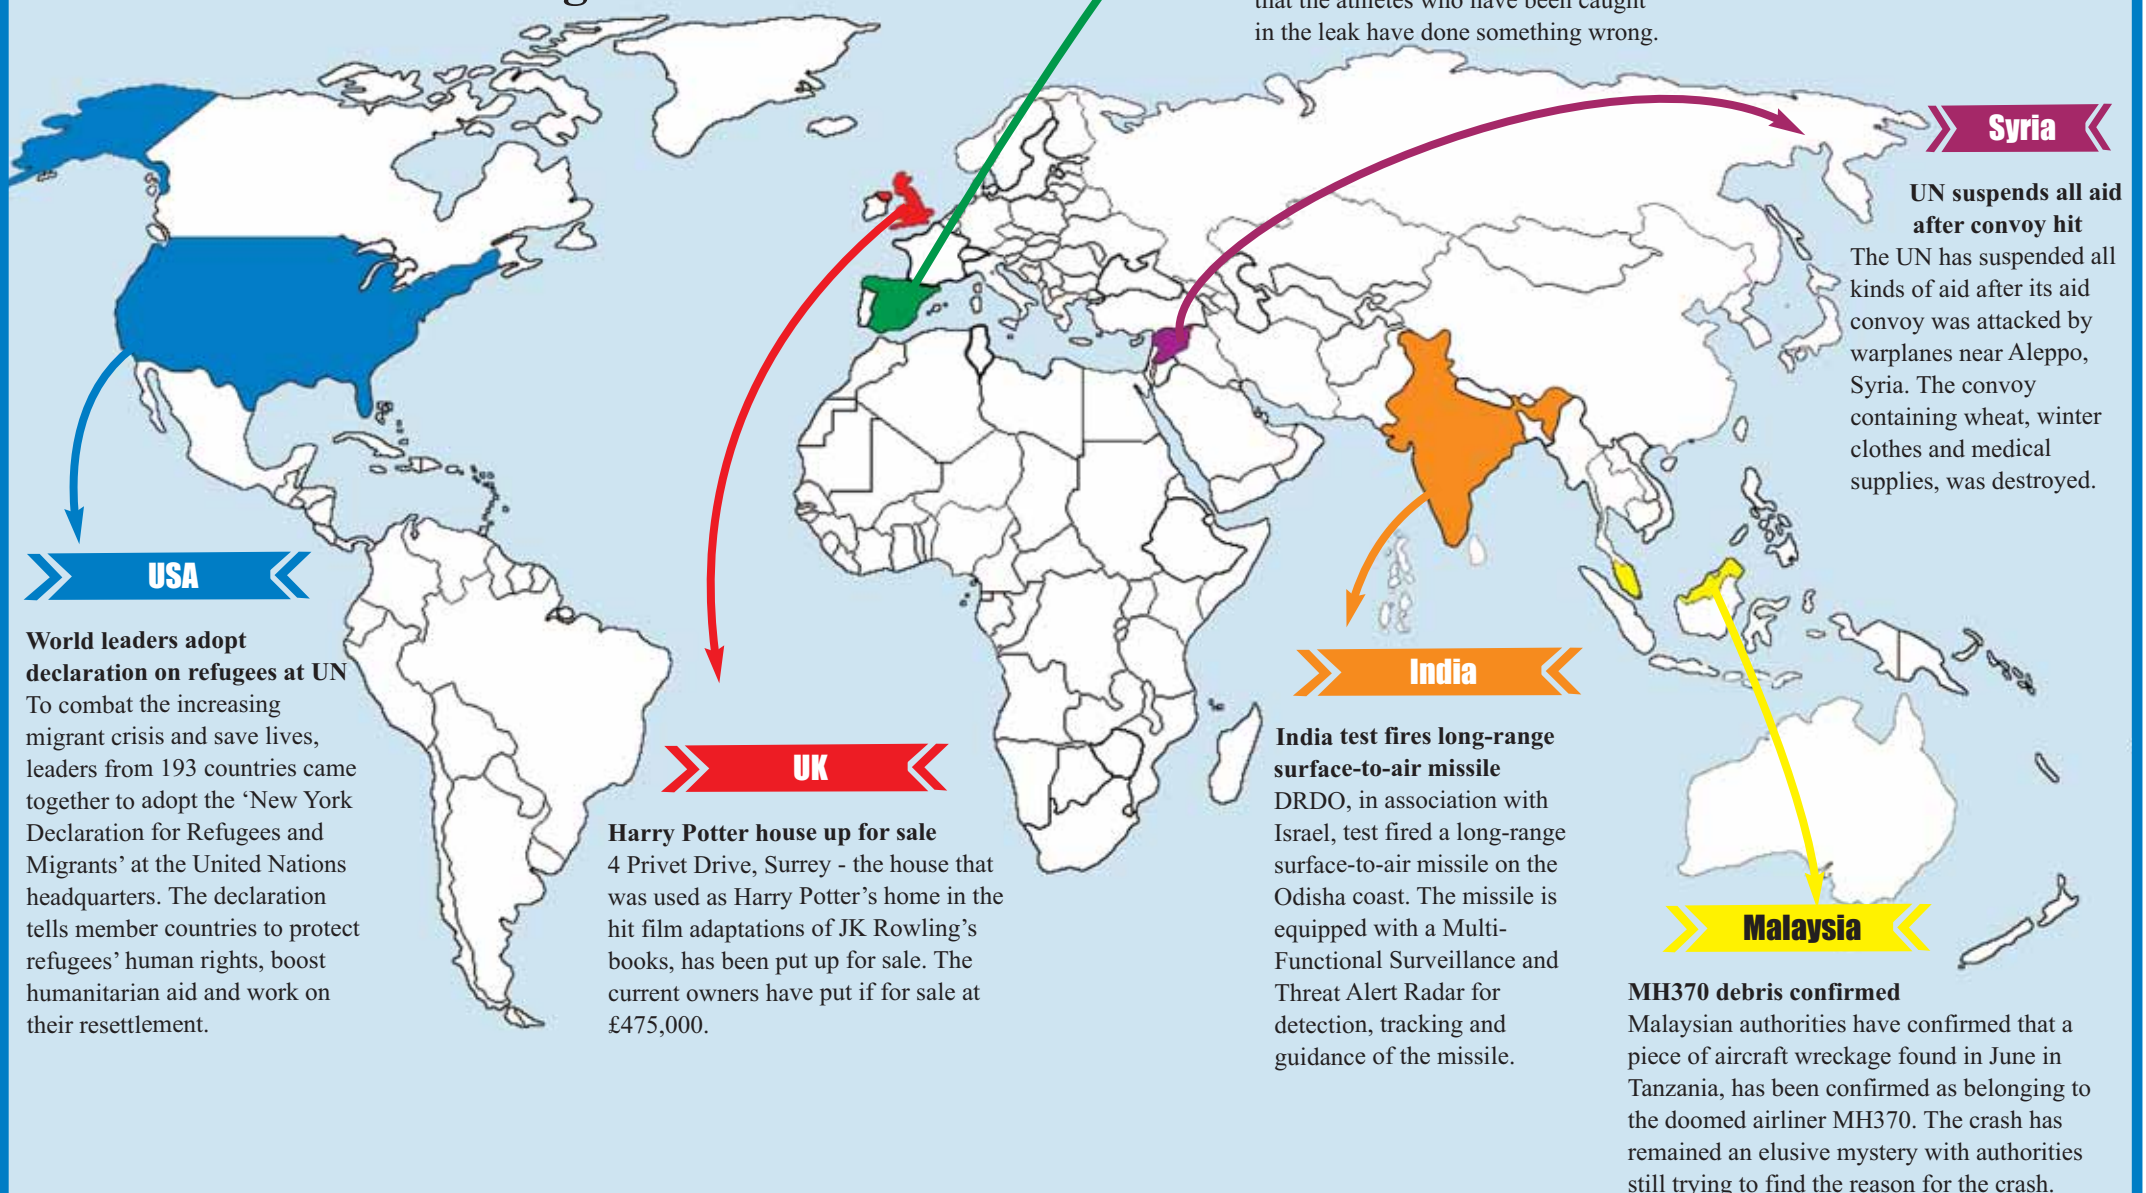 that the athletes who have been caught
in the leak have done something wrong.
Syria
UN suspends all aid
after convoy hit
The UN has suspended all
kinds of aid after its aid
convoy was attacked by
warplanes near Aleppo,
Syria. The convoy
containing wheat, winter
clothes and medical
supplies, was destroyed.
USA
World leaders adopt
declaration on refugees at UN
To combat the increasing
migrant crisis and save lives,
leaders from 193 countries came
together to adopt the ‘New York
Declaration for Refugees and
Migrants’ at the United Nations
headquarters. The declaration
tells member countries to protect
refugees’ human rights, boost
humanitarian aid and work on
their resettlement.
UK
Harry Potter house up for sale
4 Privet Drive, Surrey - the house that
was used as Harry Potter’s home in the
hit film adaptations of JK Rowling’s
books, has been put up for sale. The
current owners have put if for sale at
£475,000.
India
India test fires long-range
surface-to-air missile
DRDO, in association with
Israel, test fired a long-range
surface-to-air missile on the
Odisha coast. The missile is
equipped with a Multi-
Functional Surveillance and
Threat Alert Radar for
detection, tracking and
guidance of the missile.
Malaysia
MH370 debris confirmed
Malaysian authorities have confirmed that a
piece of aircraft wreckage found in June in
Tanzania, has been confirmed as belonging to
the doomed airliner MH370. The crash has
remained an elusive mystery with authorities
still trying to find the reason for the crash.